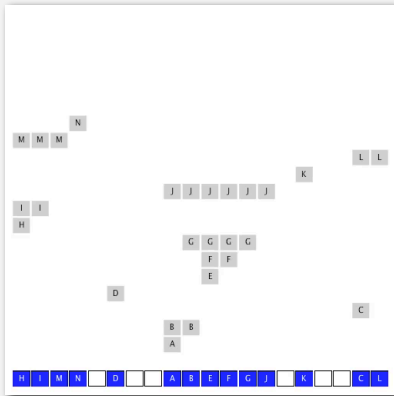 N
M M M
L L
K
J J J J J J
I I
H
G G G G
F F
E
D
C
B B
A
H I M N D A B E F G J K C L